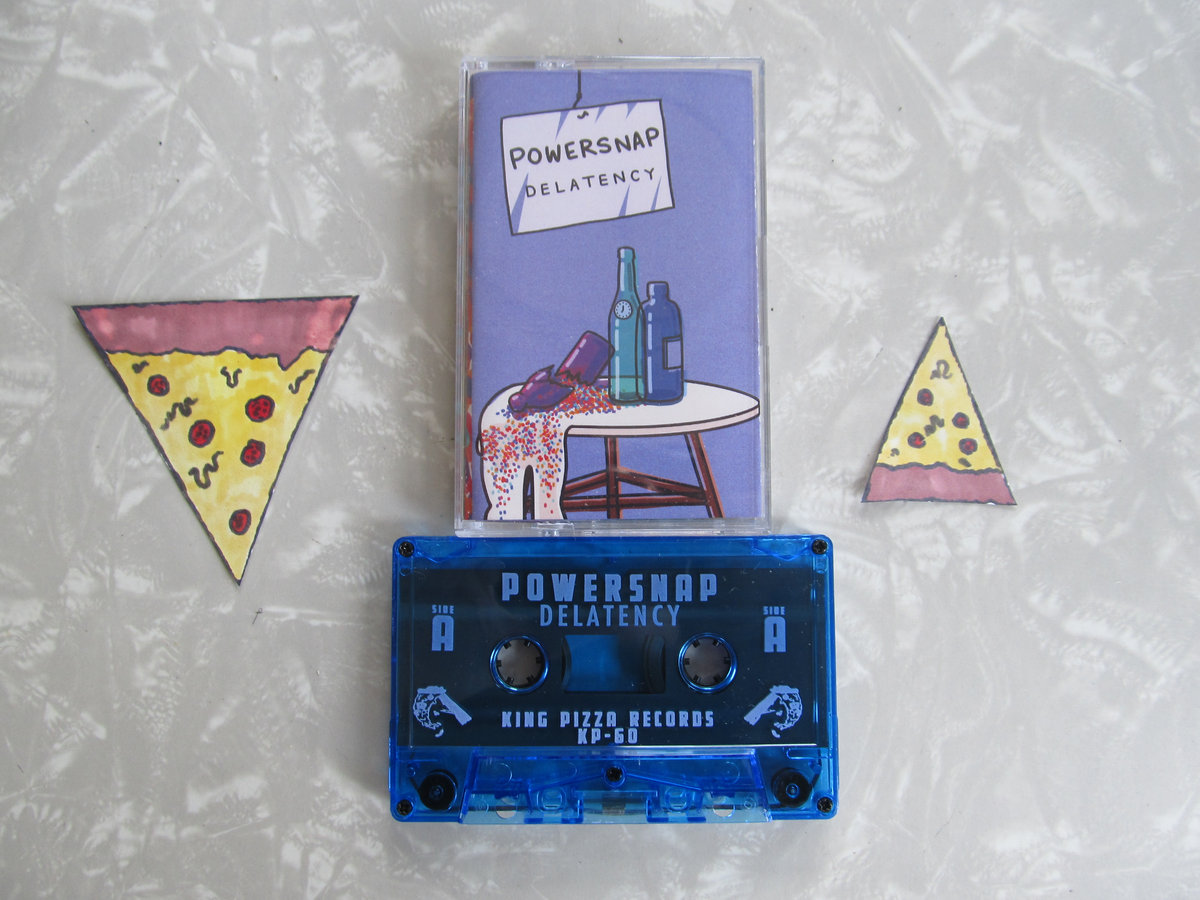 POWERSNAP
DELATENCY
POWERSNAP
DELATENCY
SIDE
A
SIDE
A
KING PIZZA RECORDS
KP-60